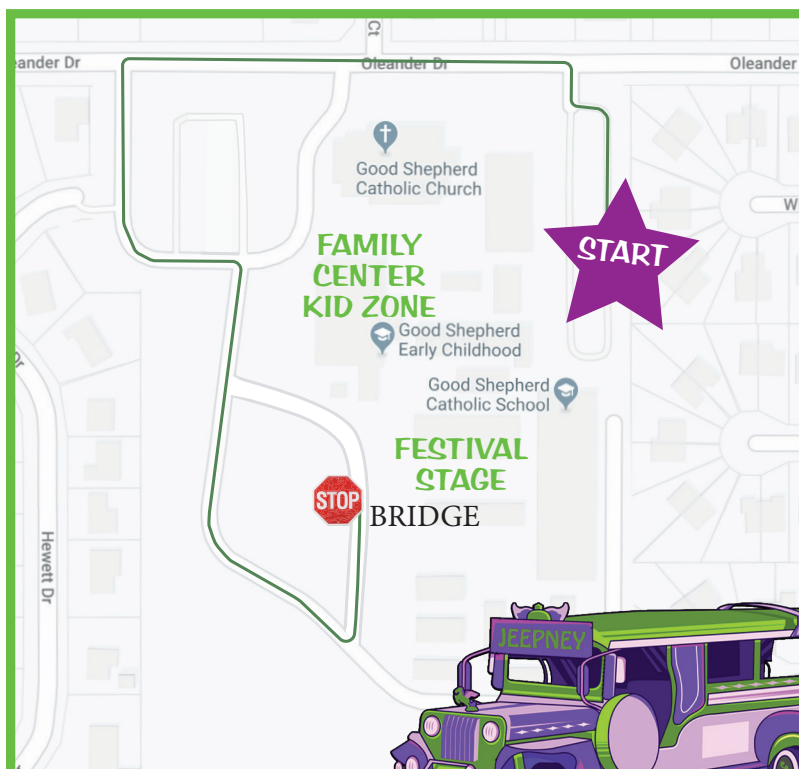 Ct
ander Dr
Oleander Dr
Oleander
Good Shepherd
Catholic Church
W
START
FAMILY
CENTER
KID ZONE
Good Shepherd
Early Childhood
Dr
Good Shepherd
Catholic School
FESTIVAL
STAGE
STOP
BRIDGE
Hewett Dr
JEEPNEY